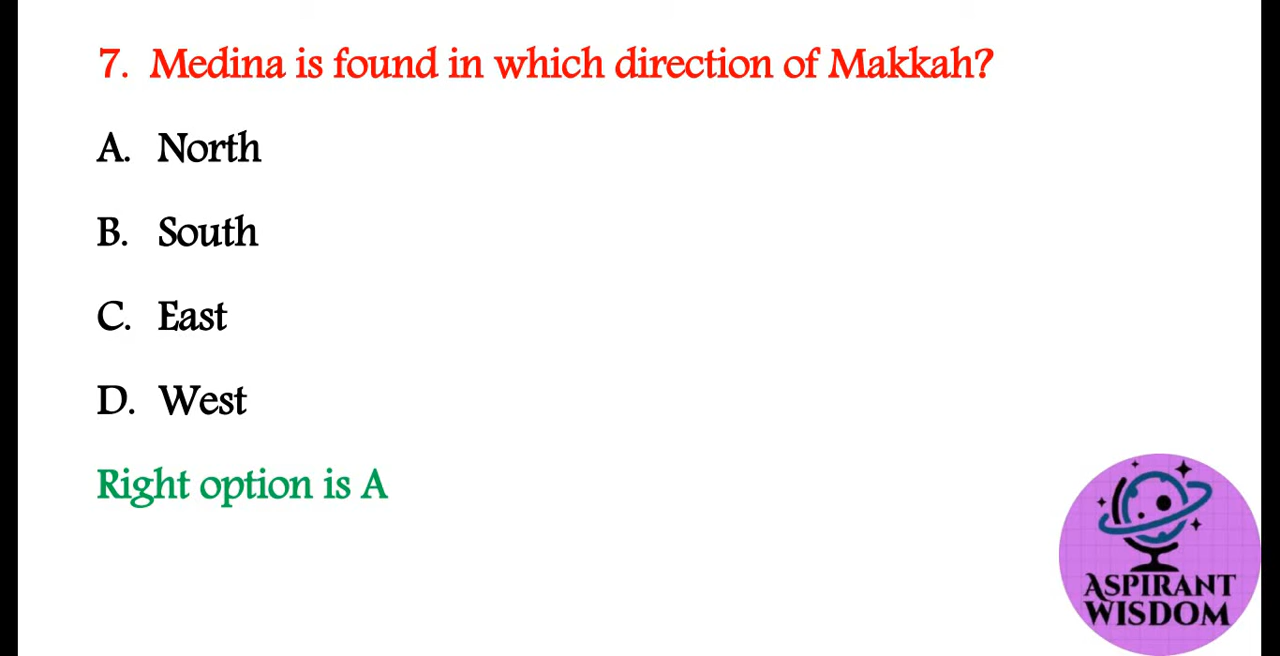 7. Medina is found in which direction of Makkah?
A. North
B. South
C. East
D. West
Right option is A
ASPIRANT
WISDOM